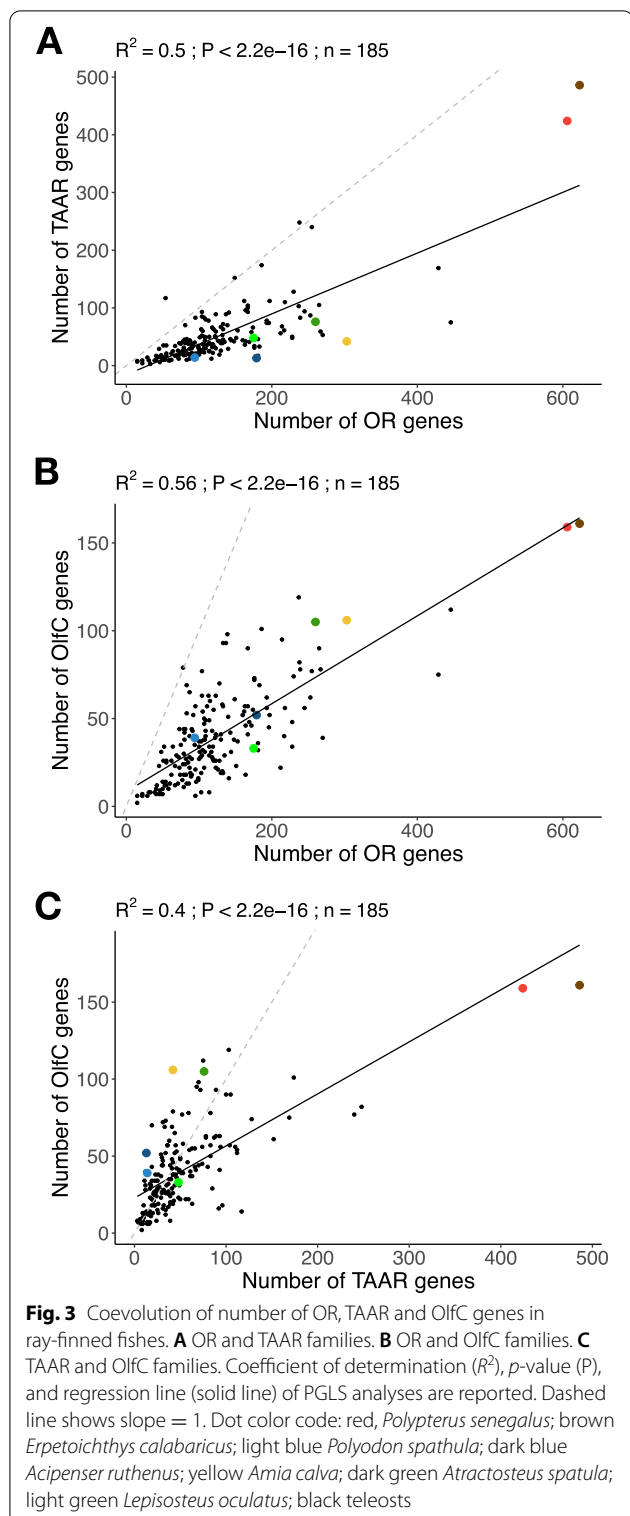 A
R² = 0.5 ; P < 2.2e−16 ; n = 185
Number of TAAR genes
500
400
300
200
100
0
0
200
400
600
Number of OR genes
B
R² = 0.56 ; P < 2.2e−16 ; n = 185
Number of OlfC genes
150
100
50
0
0
200
400
600
Number of OR genes
C
R² = 0.4 ; P < 2.2e−16 ; n = 185
Number of OlfC genes
150
100
50
0
0
100
200
300
400
500
Number of TAAR genes
Fig. 3 Coevolution of number of OR, TAAR and OlfC genes in
ray-finned fishes. A OR and TAAR families. B OR and OlfC families. C
TAAR and OlfC families. Coefficient of determination (R²), p-value (P),
and regression line (solid line) of PGLS analyses are reported. Dashed
line shows slope = 1. Dot color code: red, Polypterus senegalus; brown
Erpetoichthys calabaricus; light blue Polyodon spathula; dark blue
Acipenser ruthenus; yellow Amia calva; dark green Atractosteus spatula;
light green Lepisosteus oculatus; black teleosts